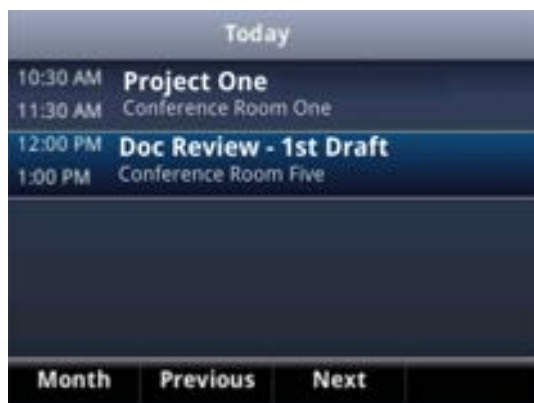 Today
10:30 AM Project One
11:30 AM Conference Room One
12:00 PM Doc Review - 1st Draft
1:00 PM Conference Room Five
Month Previous Next